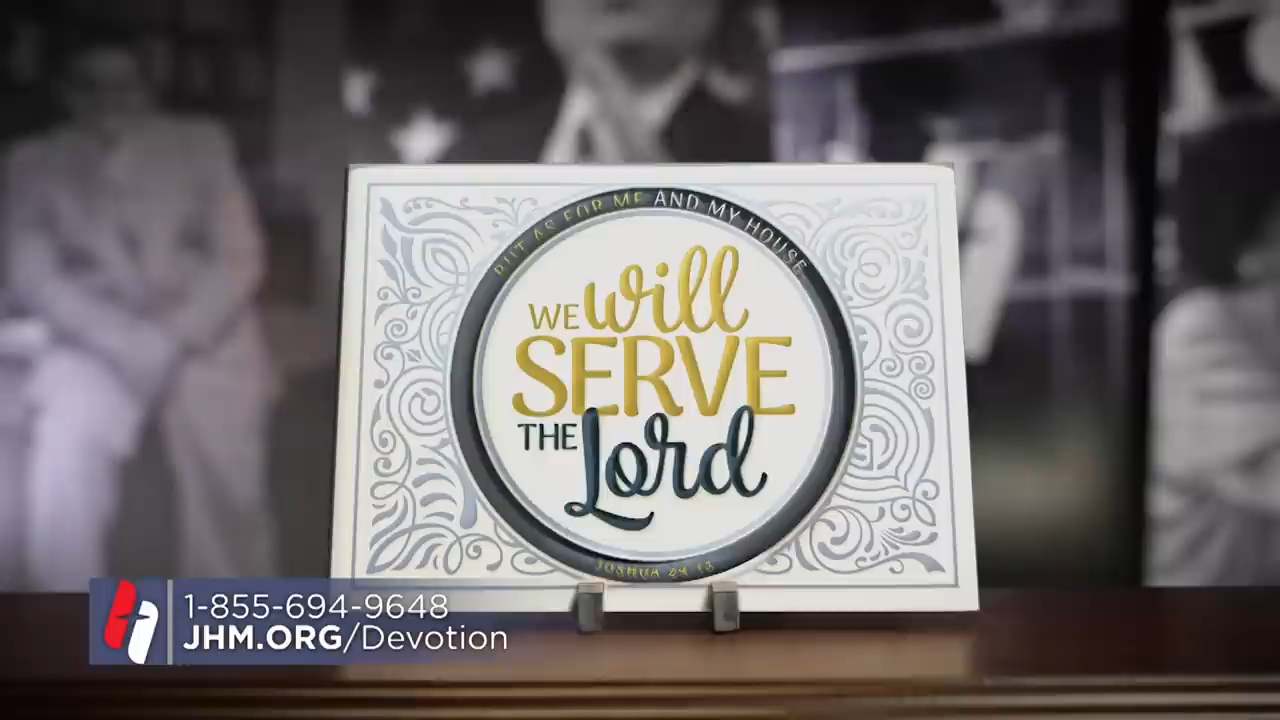 BUT AS FOR ME AND MY HOUSE
WE will
SERVE
THE Lord
JOSHUA 24:15
1-855-694-9648
JHM.ORG/Devotion